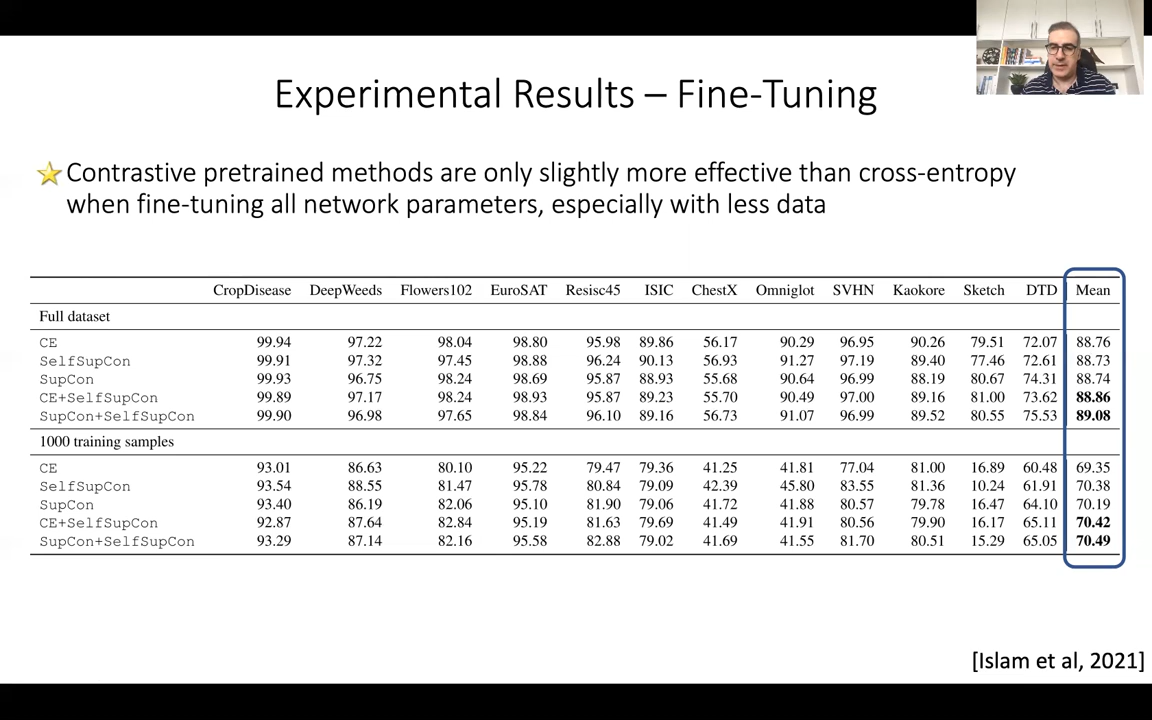 Experimental Results – Fine-Tuning
Contrastive pretrained methods are only slightly more effective than cross-entropy
when fine-tuning all network parameters, especially with less data
CropDisease DeepWeeds Flowers102 EuroSAT Resisc45 ISIC ChestX Omniglot SVHN Kaokore Sketch DTD Mean
Full dataset
CE 99.94 97.22 98.04 98.80 95.98 89.86 56.17 90.29 96.95 90.26 79.51 72.07 88.76
SelfSupCon 99.91 97.32 97.45 98.88 96.24 90.13 56.93 91.27 97.19 89.40 77.46 72.61 88.73
SupCon 99.93 96.75 98.24 98.69 95.87 88.93 55.68 90.64 96.99 88.19 80.67 74.31 88.74
CE+SelfSupCon 99.89 97.17 98.24 98.93 95.87 89.23 55.70 90.49 97.00 89.16 81.00 73.62 88.86
SupCon+SelfSupCon 99.90 96.98 97.65 98.84 96.10 89.16 56.73 91.07 96.99 89.52 80.55 75.53 89.08
1000 training samples
CE 93.01 86.63 80.10 95.22 79.47 79.36 41.25 41.81 77.04 81.00 16.89 60.48 69.35
SelfSupCon 93.54 88.55 81.47 95.78 80.84 79.09 42.39 45.80 83.55 81.36 10.24 61.91 70.38
SupCon 93.40 86.19 82.06 95.10 81.90 79.06 41.72 41.88 80.57 79.78 16.47 64.10 70.19
CE+SelfSupCon 92.87 87.64 82.84 95.19 81.63 79.69 41.49 41.91 80.56 79.90 16.17 65.11 70.42
SupCon+SelfSupCon 93.29 87.14 82.16 95.58 82.88 79.02 41.69 41.55 81.70 80.51 15.29 65.05 70.49
[Islam et al, 2021]